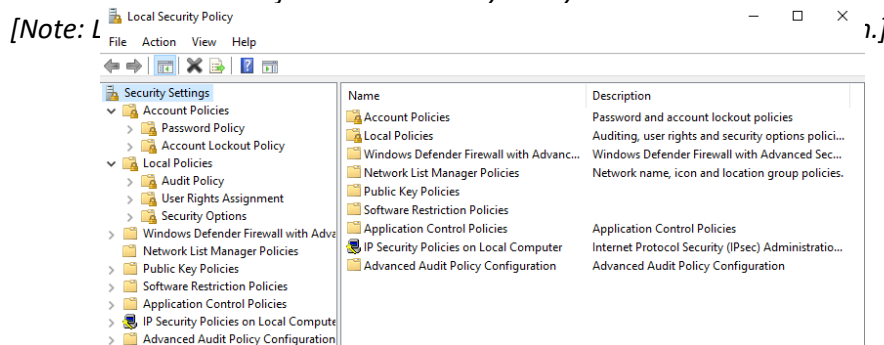 Local Security Policy
[Note: L
n.]
File Action View Help
Security Settings
Account Policies
Password Policy
Account Lockout Policy
Local Policies
Audit Policy
User Rights Assignment
Security Options
Windows Defender Firewall with Adva
Network List Manager Policies
Public Key Policies
Software Restriction Policies
Application Control Policies
IP Security Policies on Local Compute
Advanced Audit Policy Configuration
Name Description
Account Policies Password and account lockout policies
Local Policies Auditing, user rights and security options polici...
Windows Defender Firewall with Advanc... Windows Defender Firewall with Advanced Sec...
Network List Manager Policies Network name, icon and location group policies.
Public Key Policies
Software Restriction Policies
Application Control Policies Application Control Policies
IP Security Policies on Local Computer Internet Protocol Security (IPsec) Administratio...
Advanced Audit Policy Configuration Advanced Audit Policy Configuration